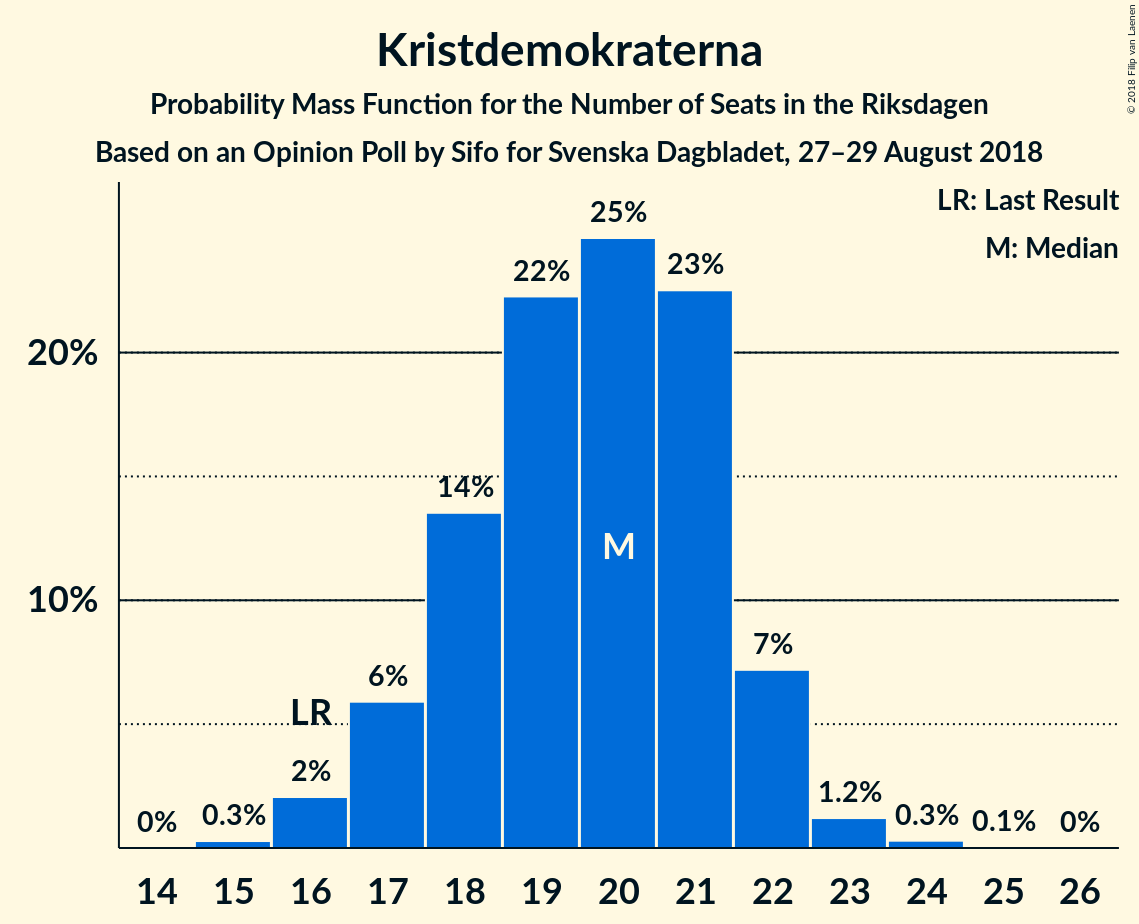 Kristdemokraterna
Probability Mass Function for the Number of Seats in the Riksdagen
Based on an Opinion Poll by Sifo for Svenska Dagbladet, 27–29 August 2018
© 2018 Filip van Laenen
LR: Last Result
M: Median
20%
10%
0%
0.3%
2%
LR
6%
14%
22%
25%
M
23%
7%
1.2%
0.3%
0.1%
0%
14 15 16 17 18 19 20 21 22 23 24 25 26